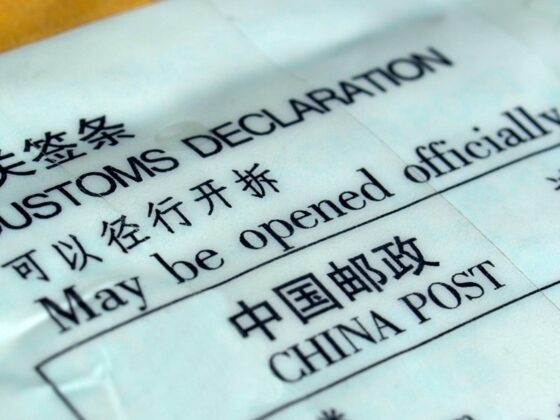 关签条
CUSTOMS DECLARATION
可以径行开拆
May be opened officially
中国邮政
CHINA POST